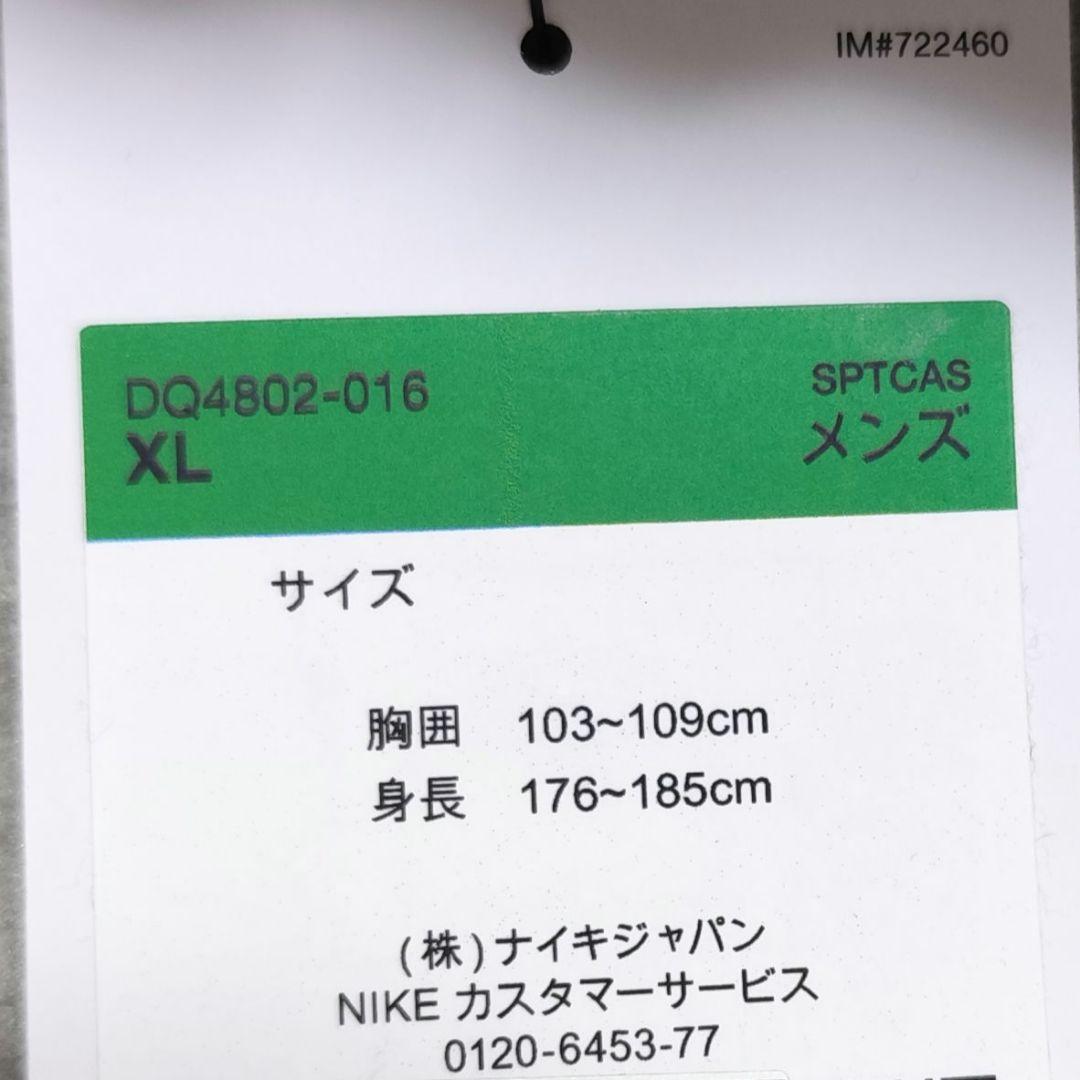 IM#722460
DQ4802-016
XL
SPTCAS
メンズ
サイズ
胸囲 103~109cm
身長 176~185cm
(株)ナイキジャパン
NIKE カスタマーサービス
0120-6453-77